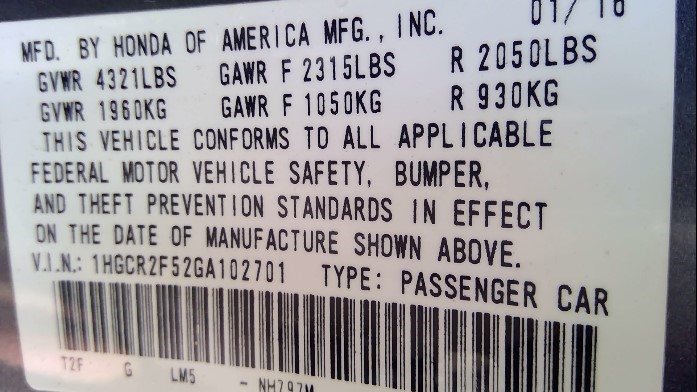 MFD. BY HONDA OF AMERICA MFG., INC. 01/16
GVWR 4321LBS GAWR F 2315LBS R 2050LBS
GVWR 1960KG GAWR F 1050KG R 930KG
THIS VEHICLE CONFORMS TO ALL APPLICABLE
FEDERAL MOTOR VEHICLE SAFETY, BUMPER,
AND THEFT PREVENTION STANDARDS IN EFFECT
ON THE DATE OF MANUFACTURE SHOWN ABOVE.
V.I.N.: 1HGCR2F52GA102701 TYPE: PASSENGER CAR
T2F G LM5 - NH797M